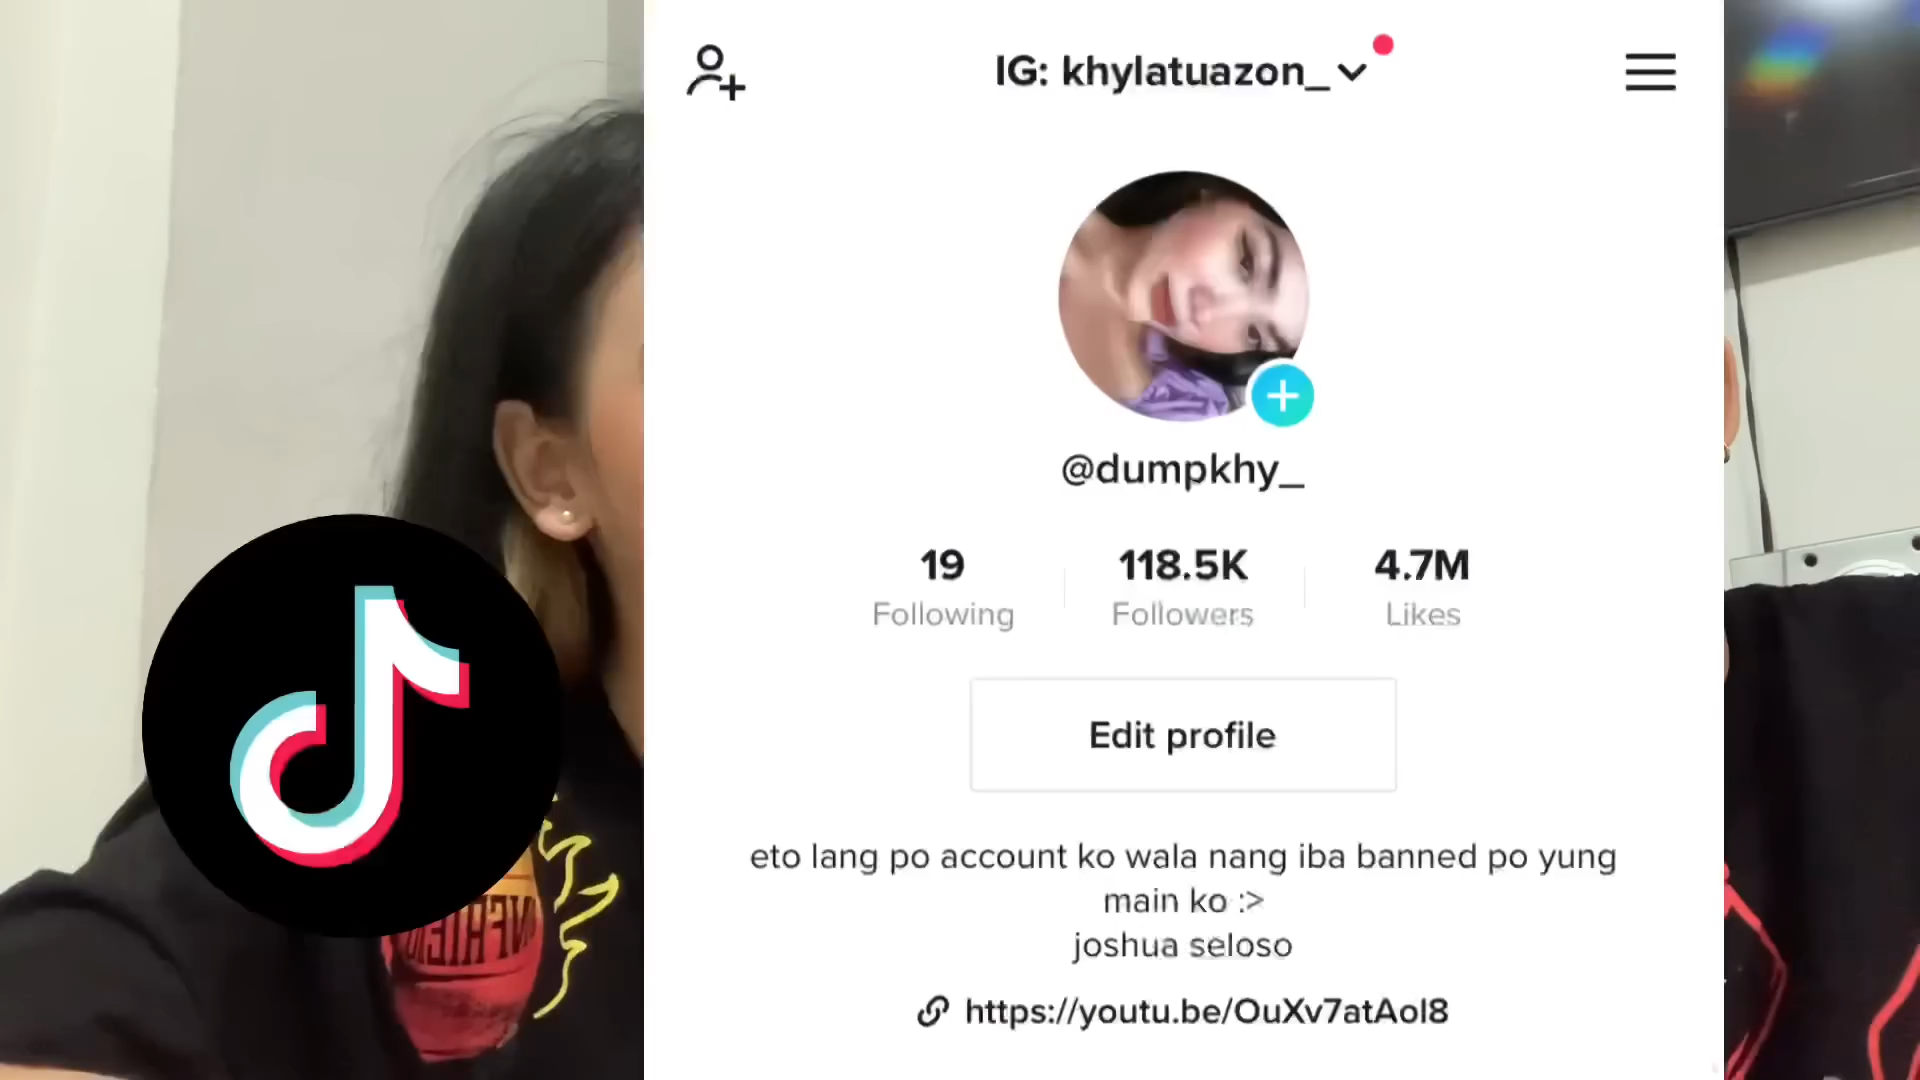 IG: khylatuazon_
@dumpkhy_
19 118.5K 4.7M
Following Followers Likes
Edit profile
eto lang po account ko wala nang iba banned po yung
main ko :>
joshua seloso
https://youtu.be/OuXv7atAol8